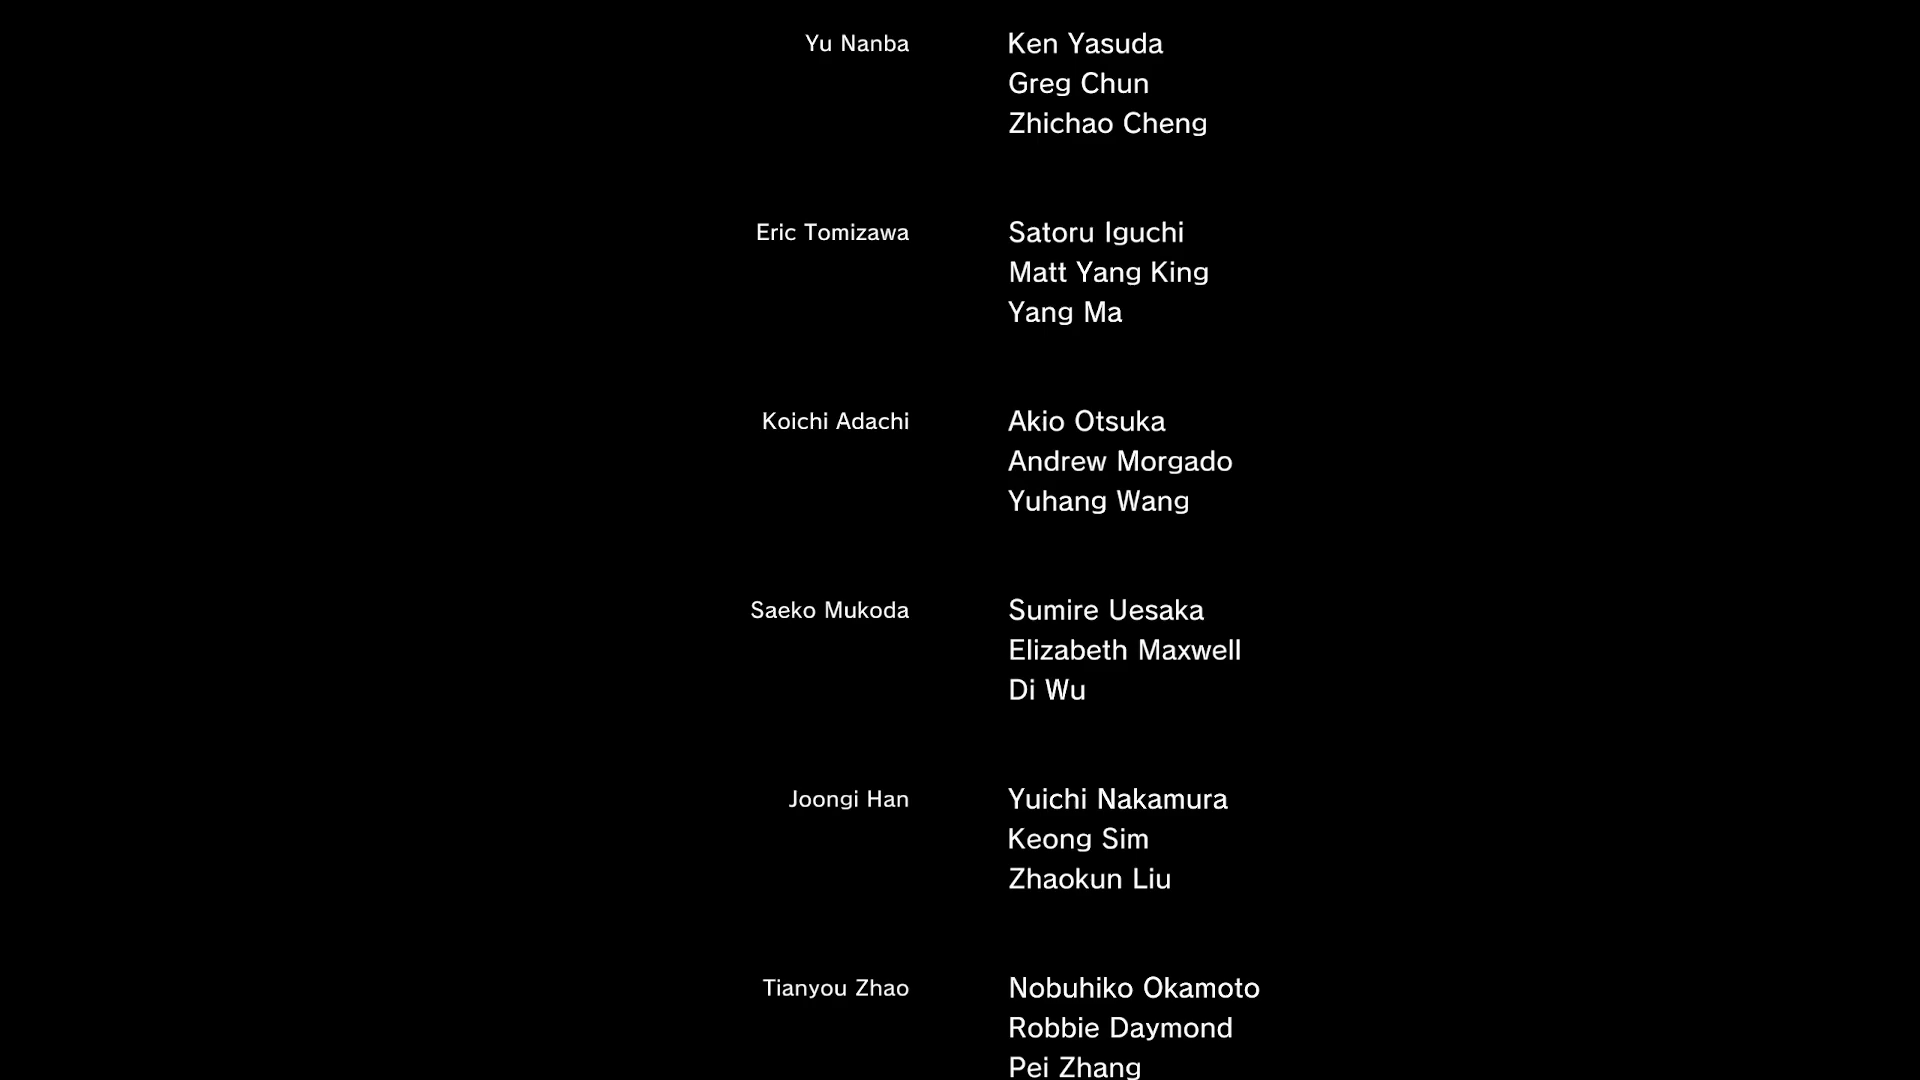 Yu Nanba Ken Yasuda
Greg Chun
Zhichao Cheng
Eric Tomizawa Satoru Iguchi
Matt Yang King
Yang Ma
Koichi Adachi Akio Otsuka
Andrew Morgado
Yuhang Wang
Saeko Mukoda Sumire Uesaka
Elizabeth Maxwell
Di Wu
Joongi Han Yuichi Nakamura
Keong Sim
Zhaokun Liu
Tianyou Zhao Nobuhiko Okamoto
Robbie Daymond
Pei Zhang